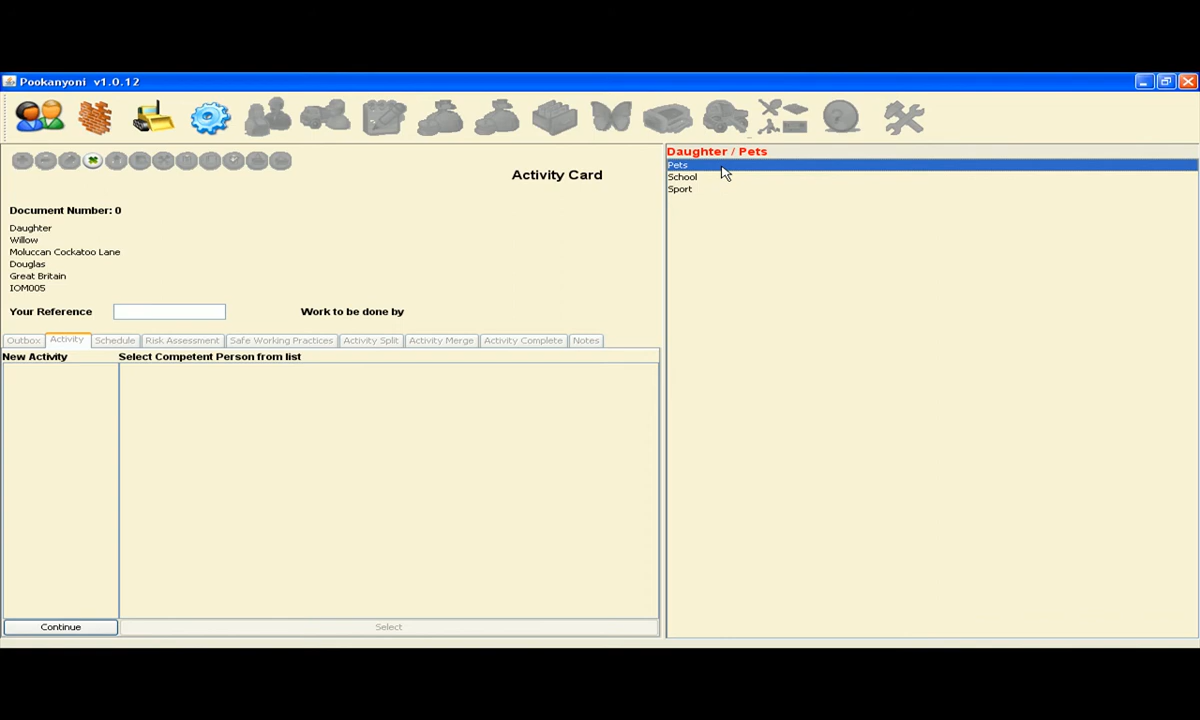 Pookanyoni v1.0.12
Activity Card
Document Number: 0
Daughter
Willow
Moluccan Cockatoo Lane
Douglas
Great Britain
IOM005
Your Reference
Work to be done by
Outbox Activity Schedule Risk Assessment Safe Working Practices Activity Split Activity Merge Activity Complete Notes
New Activity Select Competent Person from list
Continue Select
Daughter / Pets
Pets
School
Sport